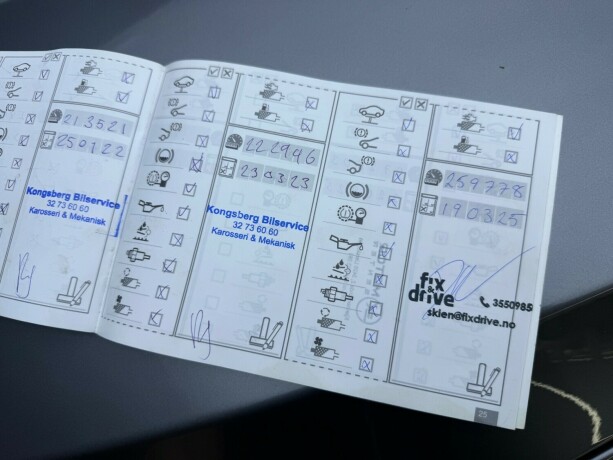 213521
250122
Kongsberg Bilservice
32 73 60 60
Karosseri & Mekanisk
222946
230323
Kongsberg Bilservice
32 73 60 60
Karosseri & Mekanisk
259778
190325
fix
& drive
3550985
skien@fixdrive.no
25